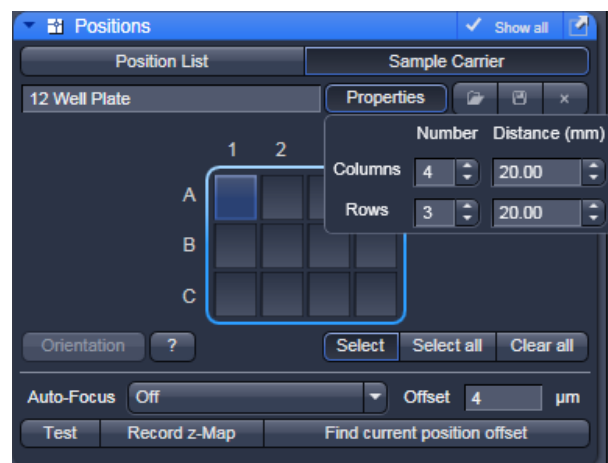 Positions Show all
Position List Sample Carrier
12 Well Plate Properties ×
Number Distance (mm)
1 2
Columns 4 20.00
A
Rows 3 20.00
B
C
Orientation ? Select Select all Clear all
Auto-Focus Off Offset 4 µm
Test Record z-Map Find current position offset